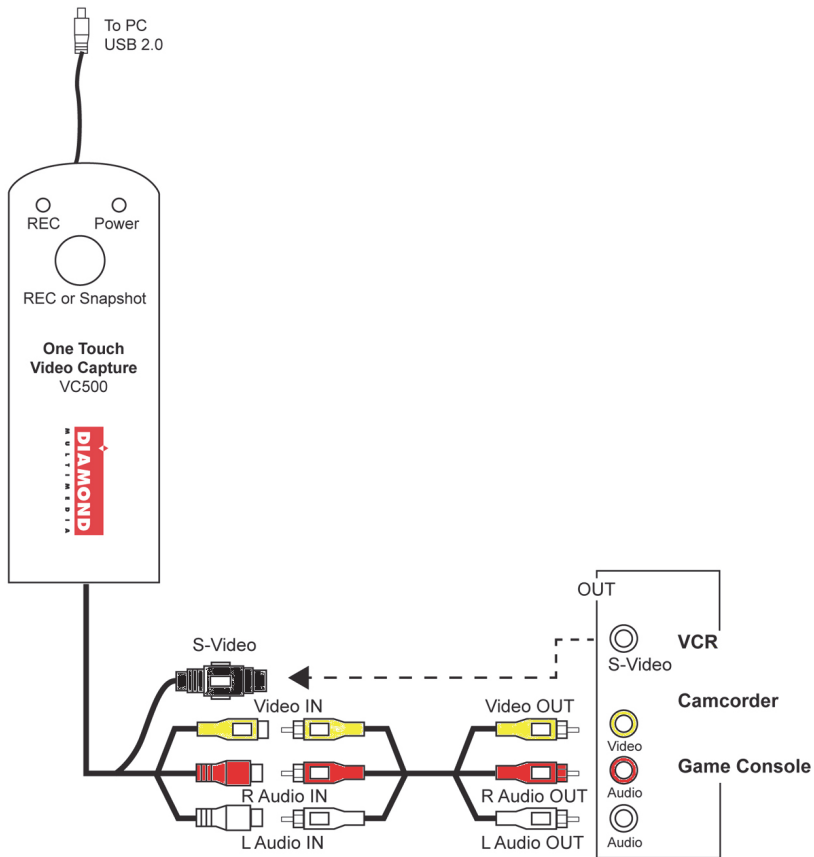 To PC
USB 2.0
REC
Power
REC or Snapshot
One Touch
Video Capture
VC500
DIAMOND
MULTIMEDIA
OUT
S-Video
VCR
S-Video
Camcorder
Video IN
Video OUT
Video
Game Console
R Audio IN
R Audio OUT
Audio
L Audio IN
L Audio OUT
Audio